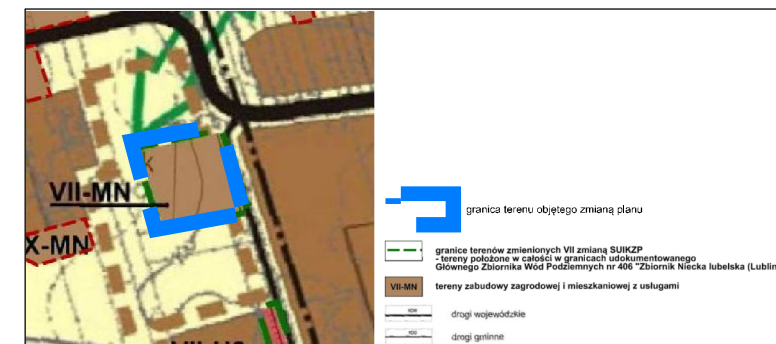 VII-MN
X-MN
granica terenu objętego zmianą planu
granice terenów zmienionych VII zmianą SUIKZP
- tereny położone w całości w granicach udokumentowanego
Głównego Zbiornika Wód Podziemnych nr 406 "Zbiornik Niecka lubelska (Lublin
VII-MN
tereny zabudowy zagrodowej i mieszkaniowej z usługami
drogi wojewódzkie
drogi gminne